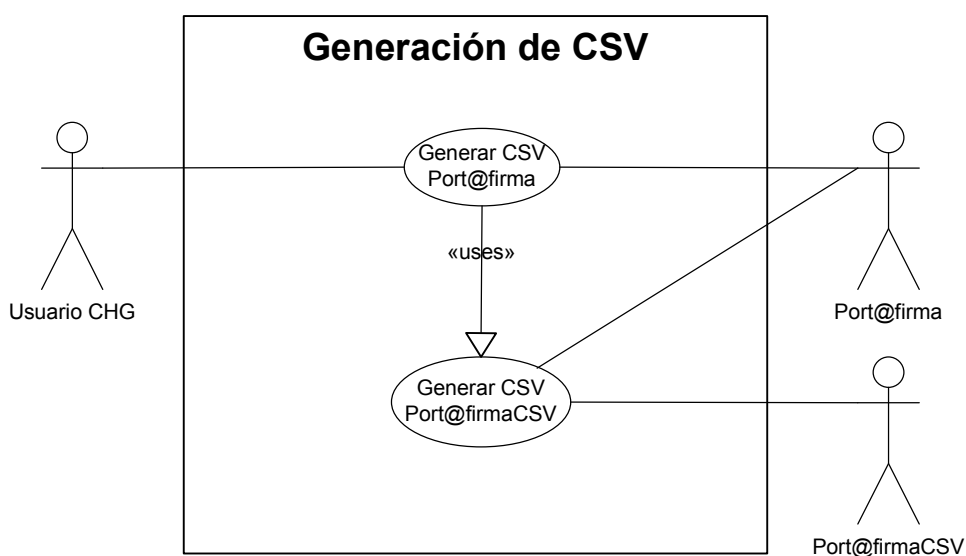 Generación de CSV
Generar CSV
Port@firma
«uses»
Usuario CHG
Port@firma
Generar CSV
Port@firmaCSV
Port@firmaCSV